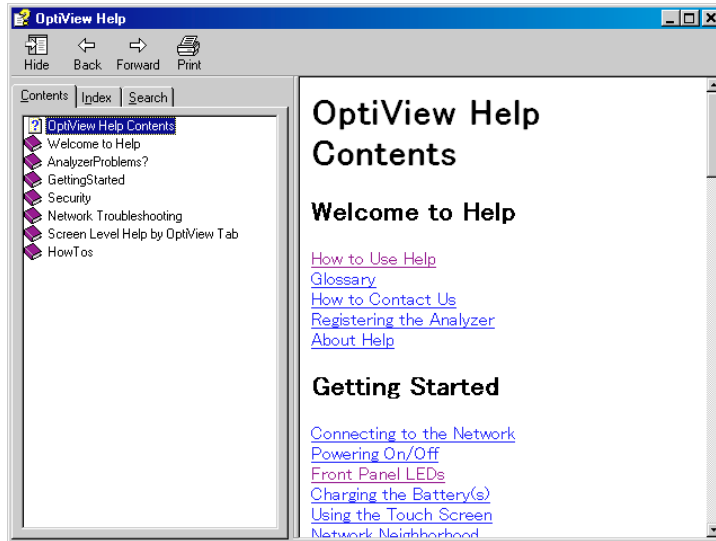 OptiView Help
Hide Back Forward Print
Contents Index Search
OptiView Help Contents
Welcome to Help
AnalyzerProblems?
GettingStarted
Security
Network Troubleshooting
Screen Level Help by OptiView Tab
HowTos
OptiView Help
Contents
Welcome to Help
How to Use Help
Glossary
How to Contact Us
Registering the Analyzer
About Help
Getting Started
Connecting to the Network
Powering On/Off
Front Panel LEDs
Charging the Battery(s)
Using the Touch Screen
Network Neighborhood